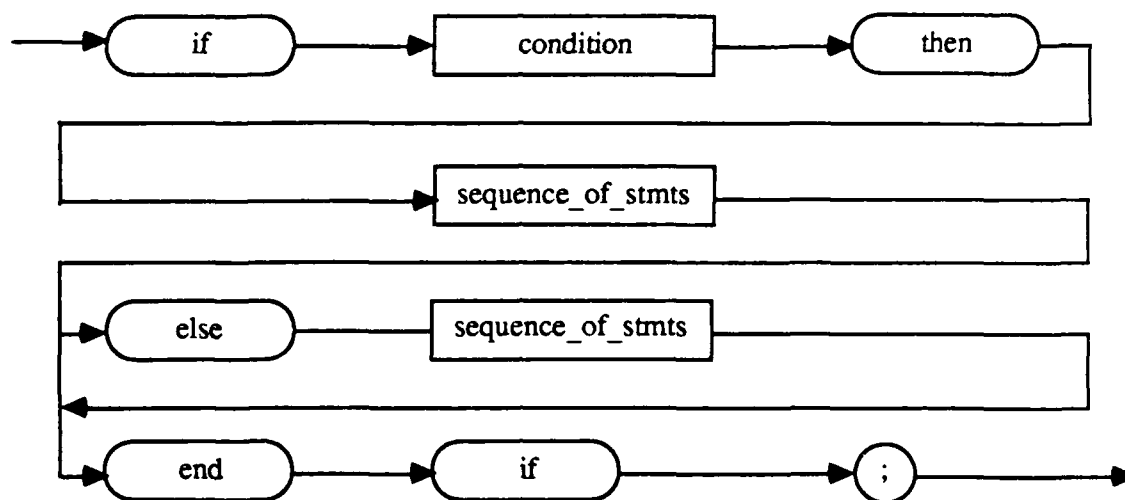 if condition then
sequence_of_stmts
else sequence_of_stmts
end if ;